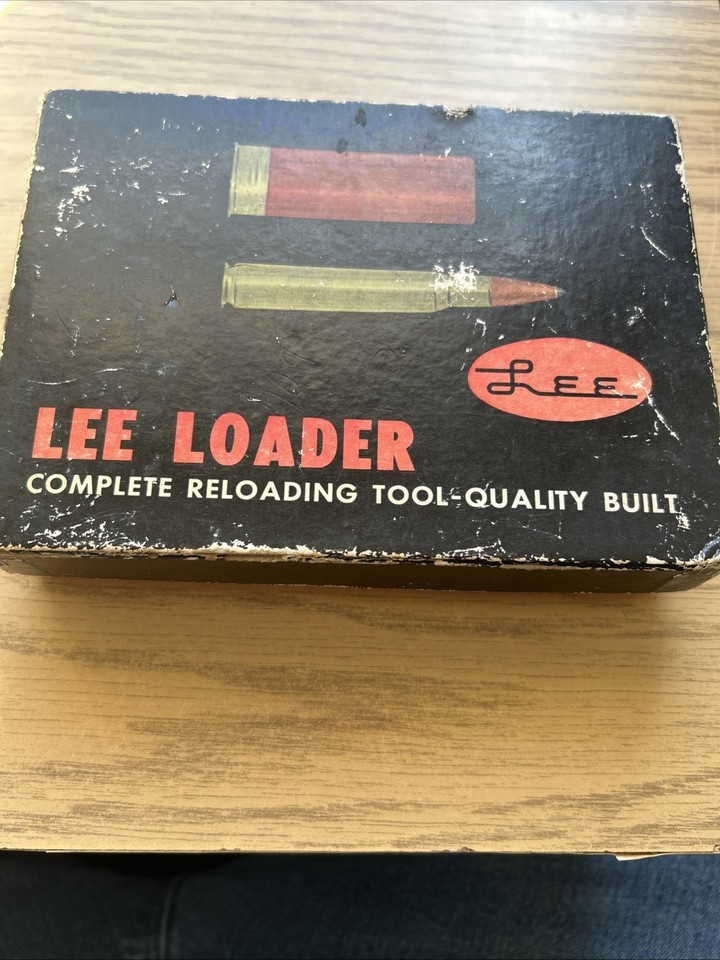 LEE
LEE LOADER
COMPLETE RELOADING TOOL-QUALITY BUILT